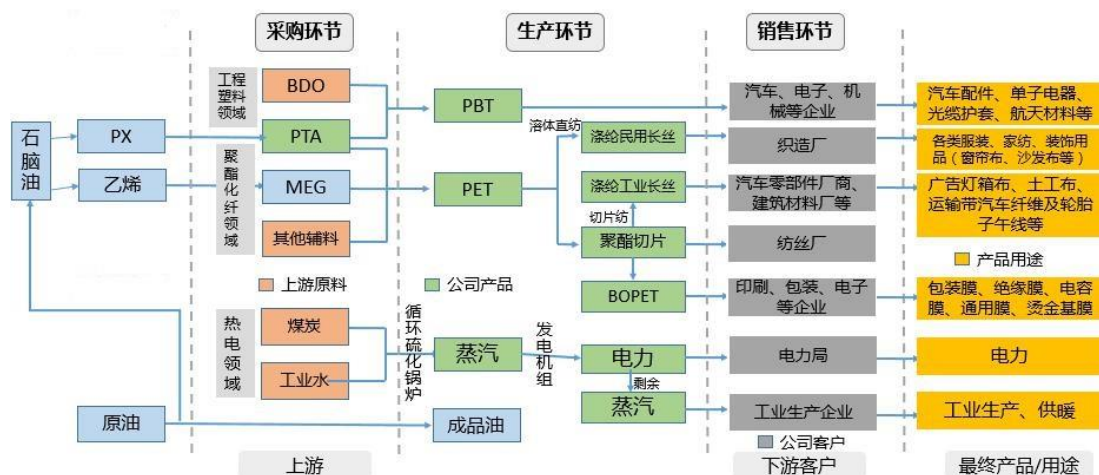 采购环节
生产环节
销售环节
工程
塑料
领域
BDO
PBT
汽车、电子、机
械等企业
汽车配件、单子电器、
光缆护套、航天材料等
石
脑
油
PX
PTA
溶体直纺
涤给民用长丝
织造厂
各类服装、家纺、装饰用
品（窗帘布、沙发布等）
乙烯
聚
酯
化
纤
领
域
MEG
PET
涤给工业长丝
汽车零部件厂商、
建筑材料厂等
广告灯箱布、土工布、
运输带汽车纤维及轮胎
子午线等
切片纺
其他辅料
聚酯切片
纺丝厂
产品用途
上游原料
公司产品
BOPET
印刷、包装、电子
等企业
包装膜、绝缘膜、电容
膜、通用膜、烫金基膜
热
电
领
域
煤炭
工业水
循
环
硫
化
锅
炉
蒸汽
发
电
机
组
电力
电力局
电力
剩余
蒸汽
工业生产企业
工业生产、供暖
原油
成品油
公司客户
上游
下游客户
最终产品/用途